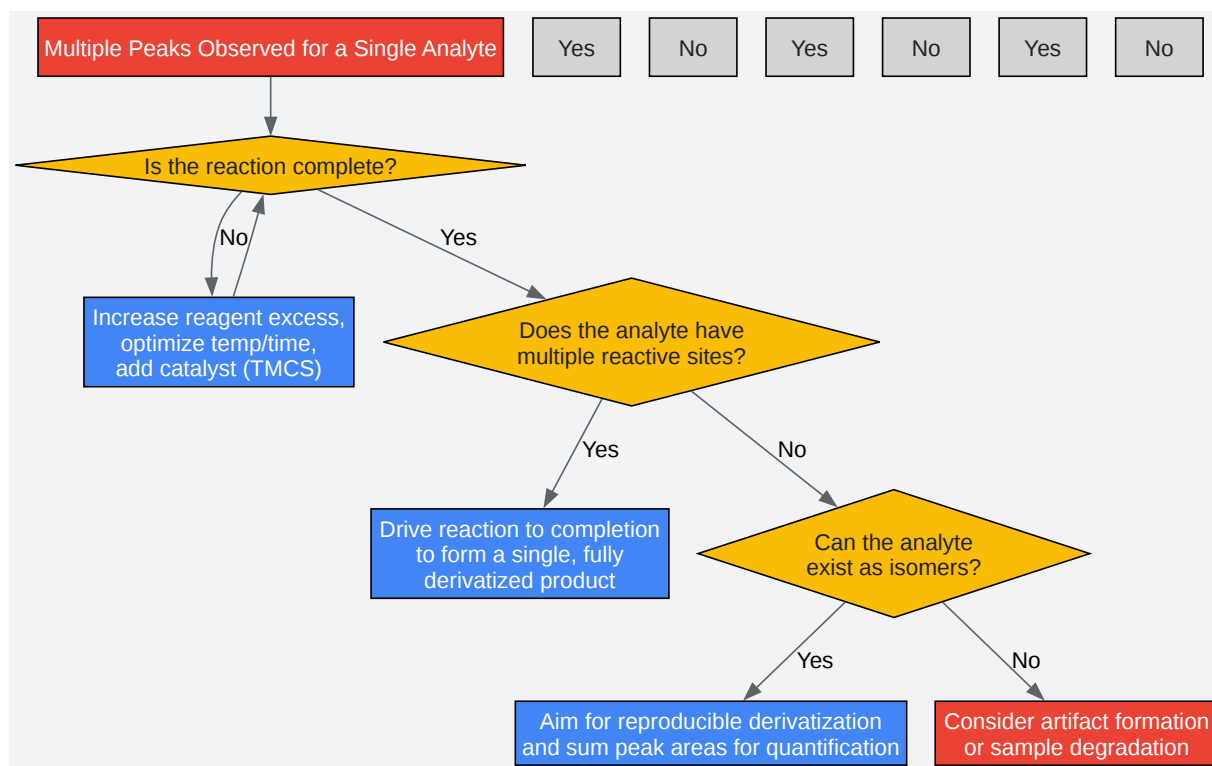 Multiple Peaks Observed for a Single Analyte
Yes
No
Yes
No
Yes
No
Is the reaction complete?
No
Yes
Increase reagent excess,
optimize temp/time,
add catalyst (TMCS)
Does the analyte have
multiple reactive sites?
Yes
No
Drive reaction to completion
to form a single, fully
derivatized product
Can the analyte
exist as isomers?
Yes
No
Aim for reproducible derivatization
and sum peak areas for quantification
Consider artifact formation
or sample degradation